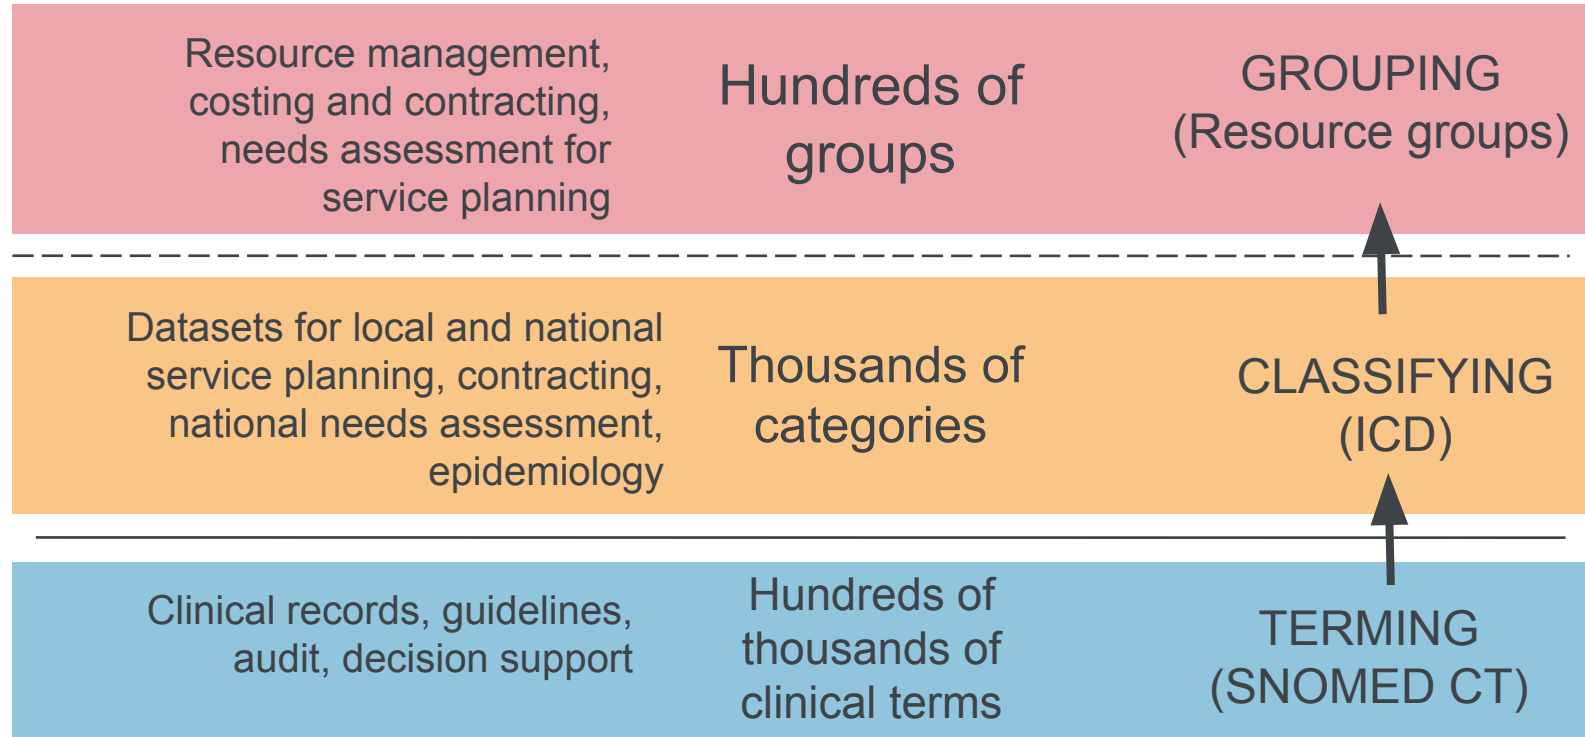 Resource management,
costing and contracting,
needs assessment for
service planning
Hundreds of
groups
GROUPING
(Resource groups)
Datasets for local and national
service planning, contracting,
national needs assessment,
epidemiology
Thousands of
categories
CLASSIFYING
(ICD)
Clinical records, guidelines,
audit, decision support
Hundreds of
thousands of
clinical terms
TERMING
(SNOMED CT)